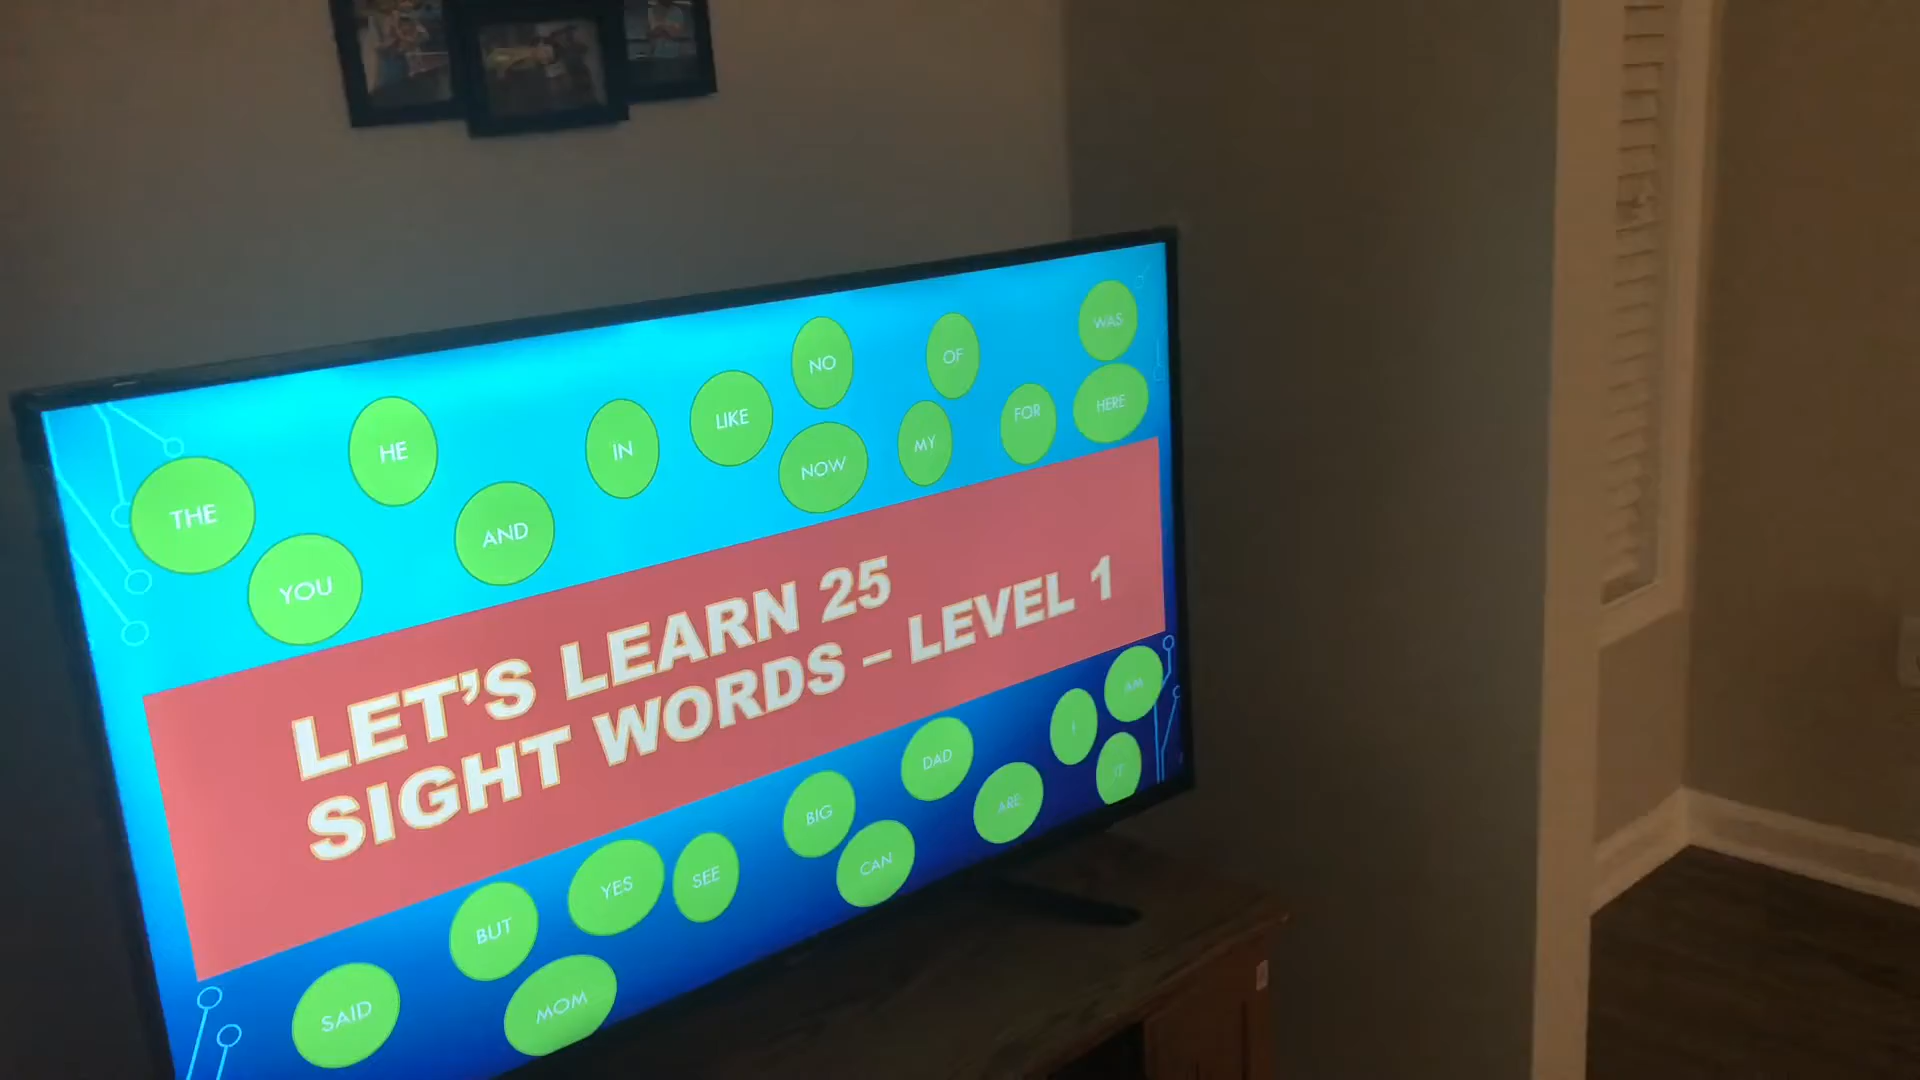 WAS
NO
OF
HERE
FOR
LIKE
HE
IN
MY
NOW
THE
AND
YOU
LET'S LEARN 25
SIGHT WORDS – LEVEL 1
AM
I
DAD
IT
ARE
BIG
CAN
SEE
YES
BUT
MOM
SAID